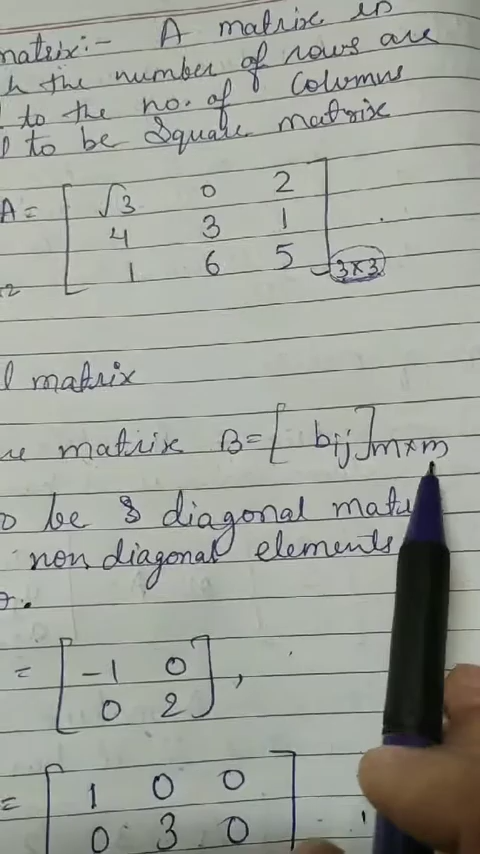 matrix:- A matrix in
the number of rows are
to the no. of Columns
to be Square matrix
A = [ √3 0 2
4 3 1
1 6 5 ] 3×3
matrix
matrix B = [ bij ] m×m
be diagonal
non diagonal elements
= [ -1 0
0 2 ] ,
= [ 1 0 0
0 3 0